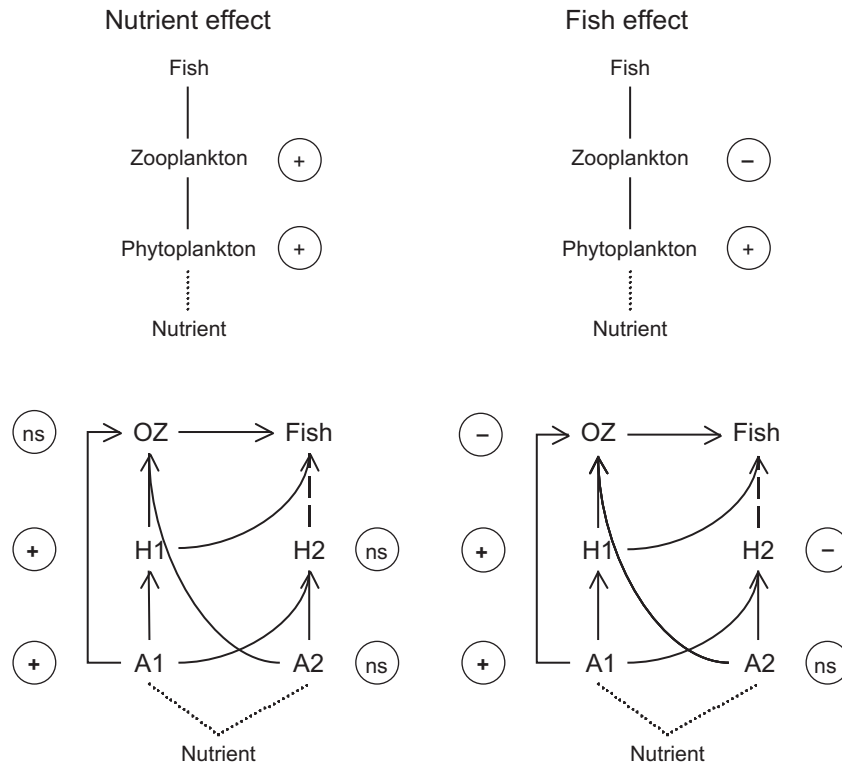 Nutrient effect
Fish
Zooplankton +
Phytoplankton +
Nutrient
Fish effect
Fish
Zooplankton −
Phytoplankton +
Nutrient
ns OZ Fish
+ H1 H2 ns
+ A1 A2 ns
Nutrient
− OZ Fish
+ H1 H2 −
+ A1 A2 ns
Nutrient